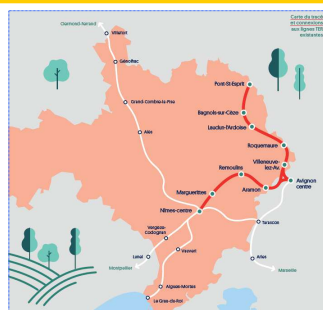 Carte du tracé
et connexions
aux lignes TER
existantes
Clermont-Ferrand
Villefort
Génolhac
Grand-Combe-la-Pise
Alès
Pont-St-Esprit
Bagnols-sur-Cèze
Laudun-l'Ardoise
Roquemaure
Villeneuve-
lez-Av.
Avignon
centre
Remoulins
Aramon
Marguerittes
Nîmes-centre
Tarascon
Vergèze-
Codognan
Vauvert
Lunel
Montpellier
Arles
Marseille
Aigues-Mortes
Le Grau-du-Roi